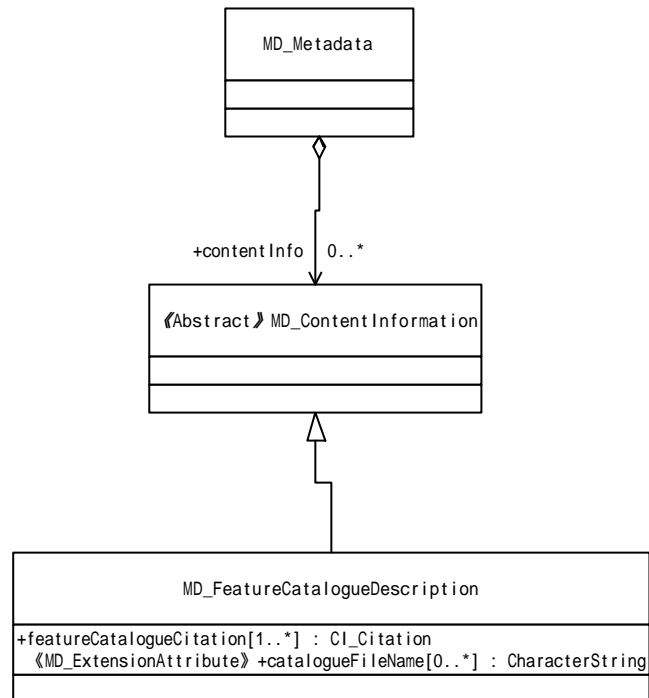 MD_Metadata
+contentInfo 0..*
《Abstract》MD_ContentInformation
MD_FeatureCatalogueDescription
+featureCatalogueCitation[1..*] : CI_Citation
《MD_ExtensionAttribute》+catalogueFileName[0..*] : CharacterString